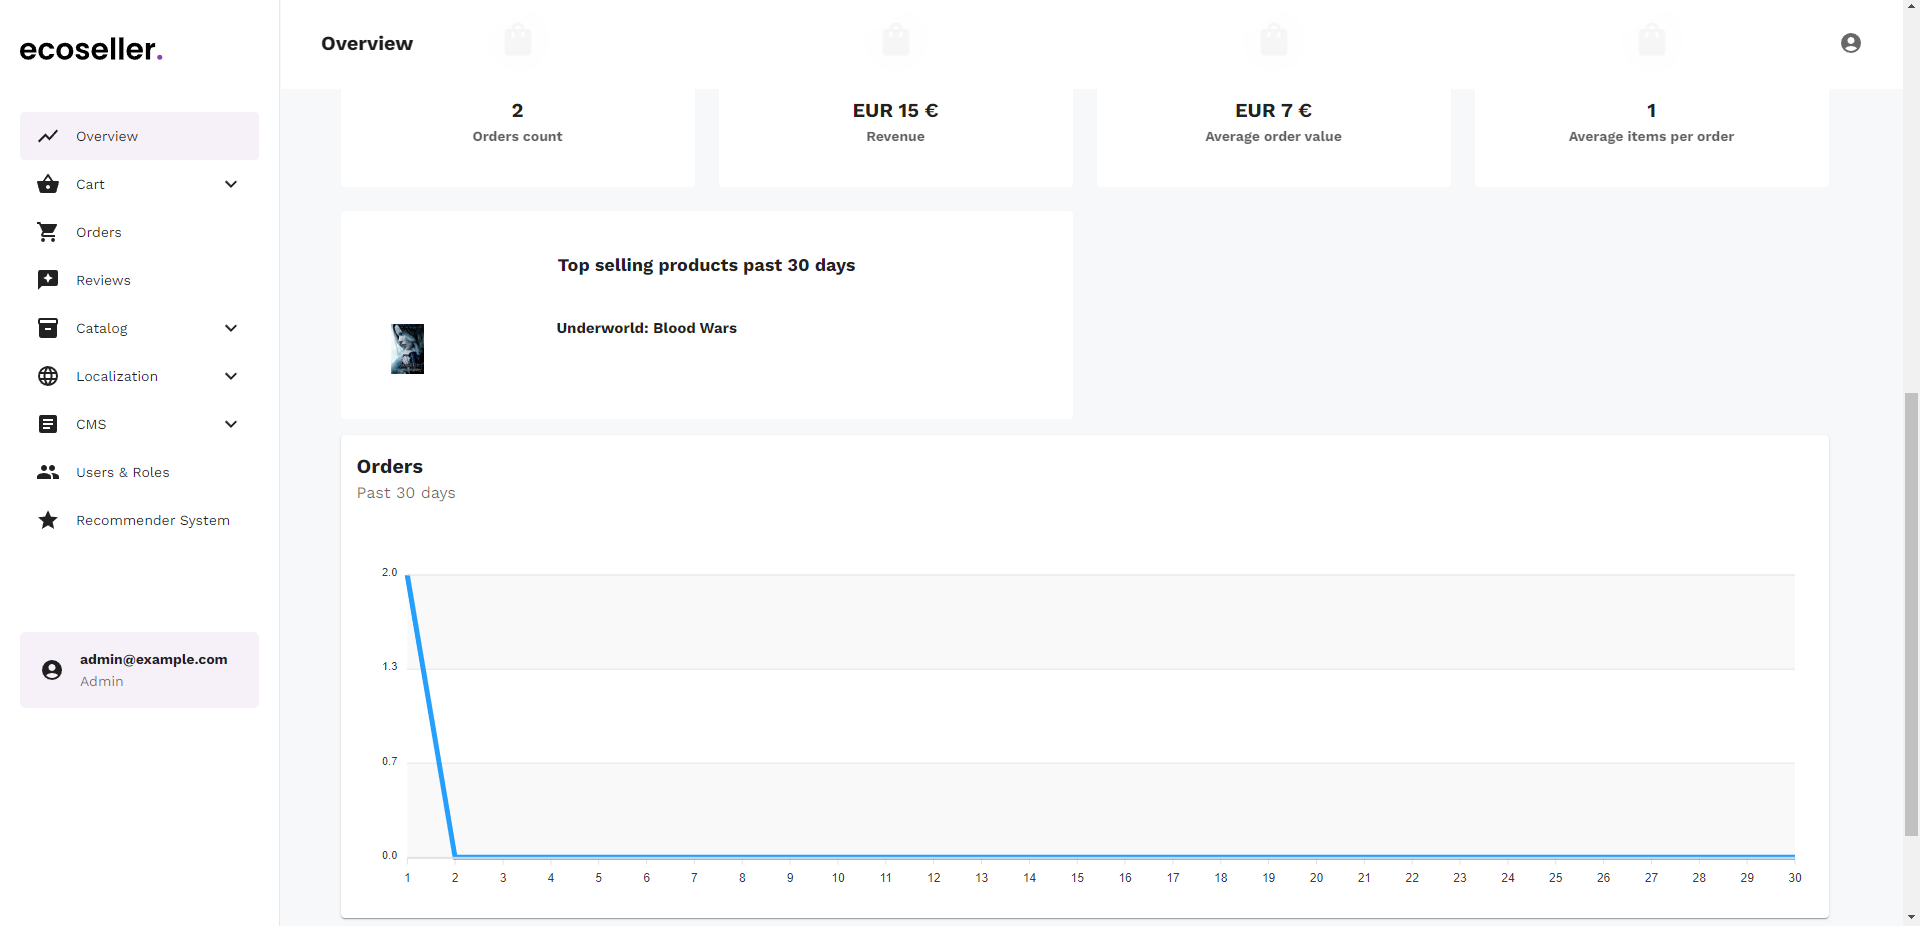 ecoseller.
Overview
Cart
Orders
Reviews
Catalog
Localization
CMS
Users & Roles
Recommender System
admin@example.com
Admin
Overview
2
Orders count
EUR 15 €
Revenue
EUR 7 €
Average order value
1
Average items per order
Top selling products past 30 days
Underworld: Blood Wars
Orders
Past 30 days
2.0
1.3
0.7
0.0
1 2 3 4 5 6 7 8 9 10 11 12 13 14 15 16 17 18 19 20 21 22 23 24 25 26 27 28 29 30